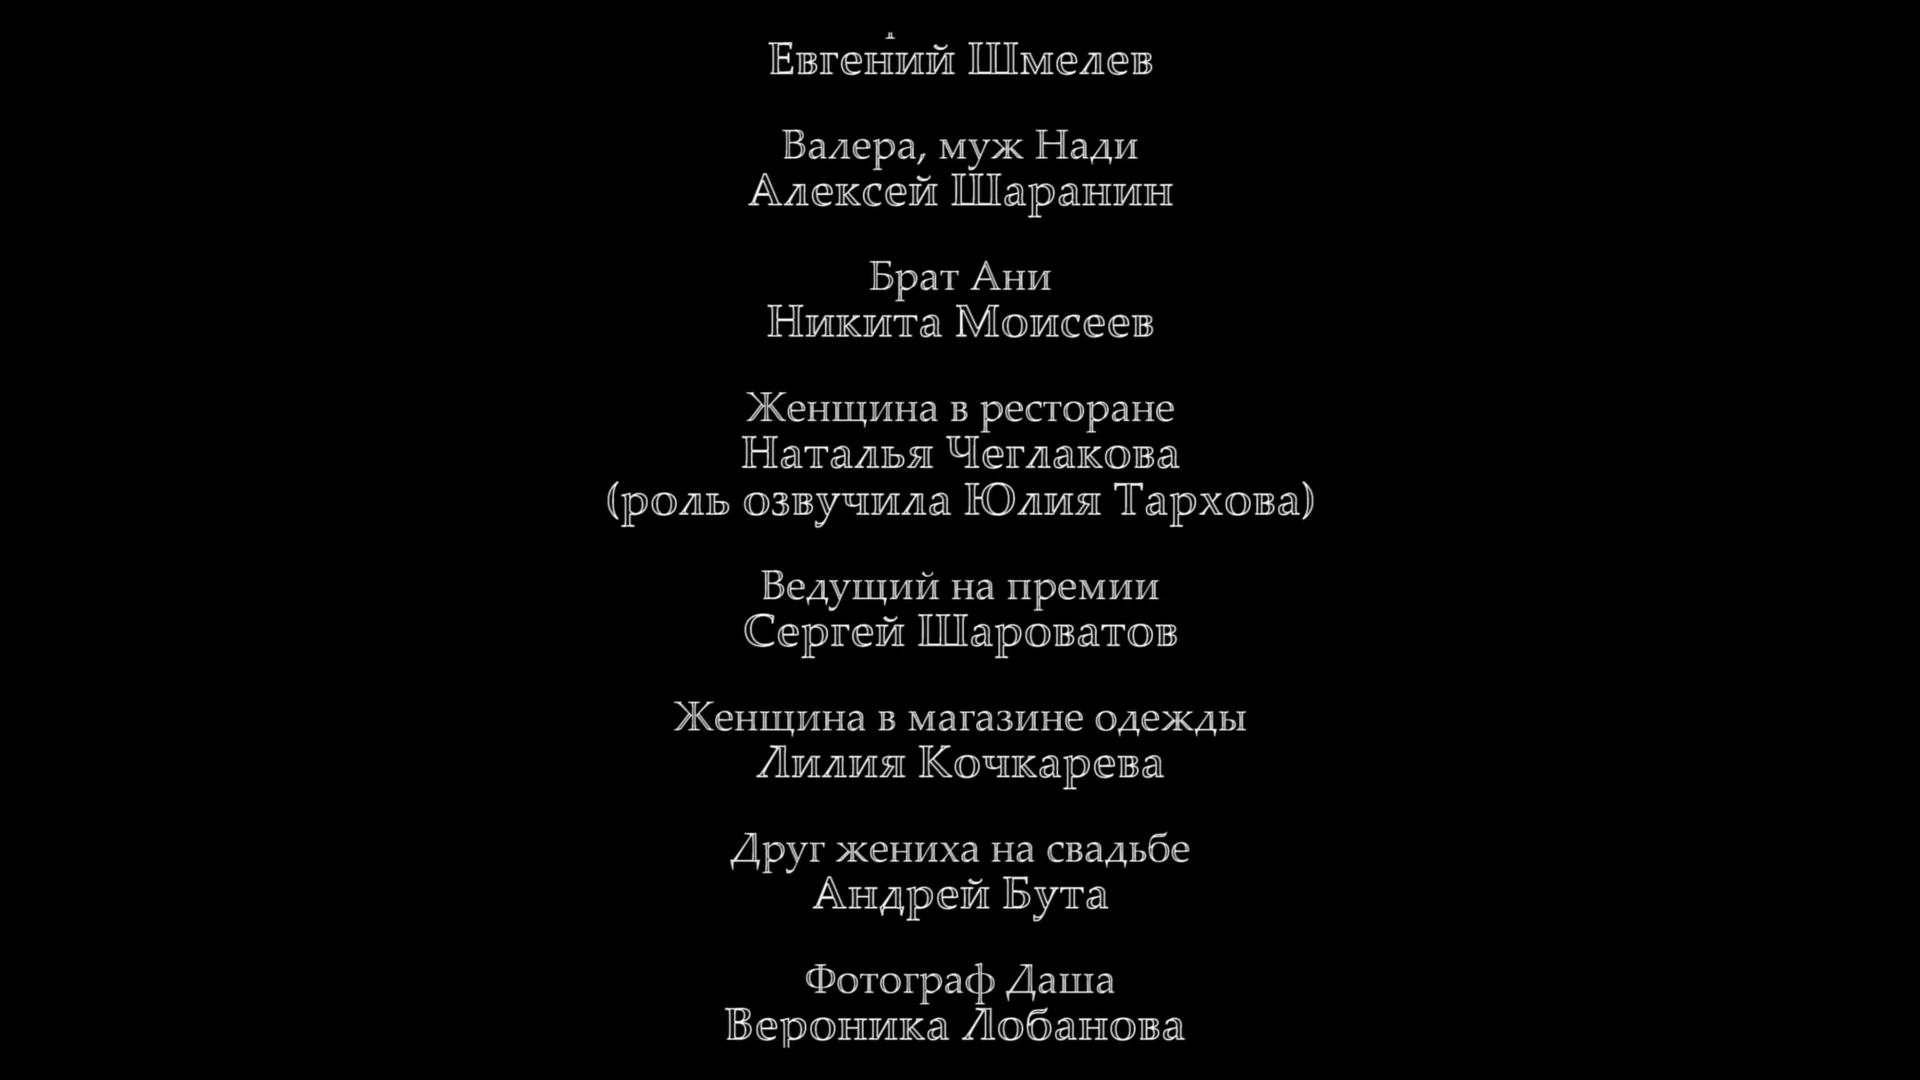 Евгений Шмелев
Валера, муж Нади
Алексей Шаранин
Брат Ани
Никита Моисеев
Женщина в ресторане
Наталья Чеглакова
(роль озвучила Юлия Тархова)
Ведущий на премии
Сергей Шароватов
Женщина в магазине одежды
Лилия Кочкарева
Друг жениха на свадьбе
Андрей Бута
Фотограф Даша
Вероника Лобанова